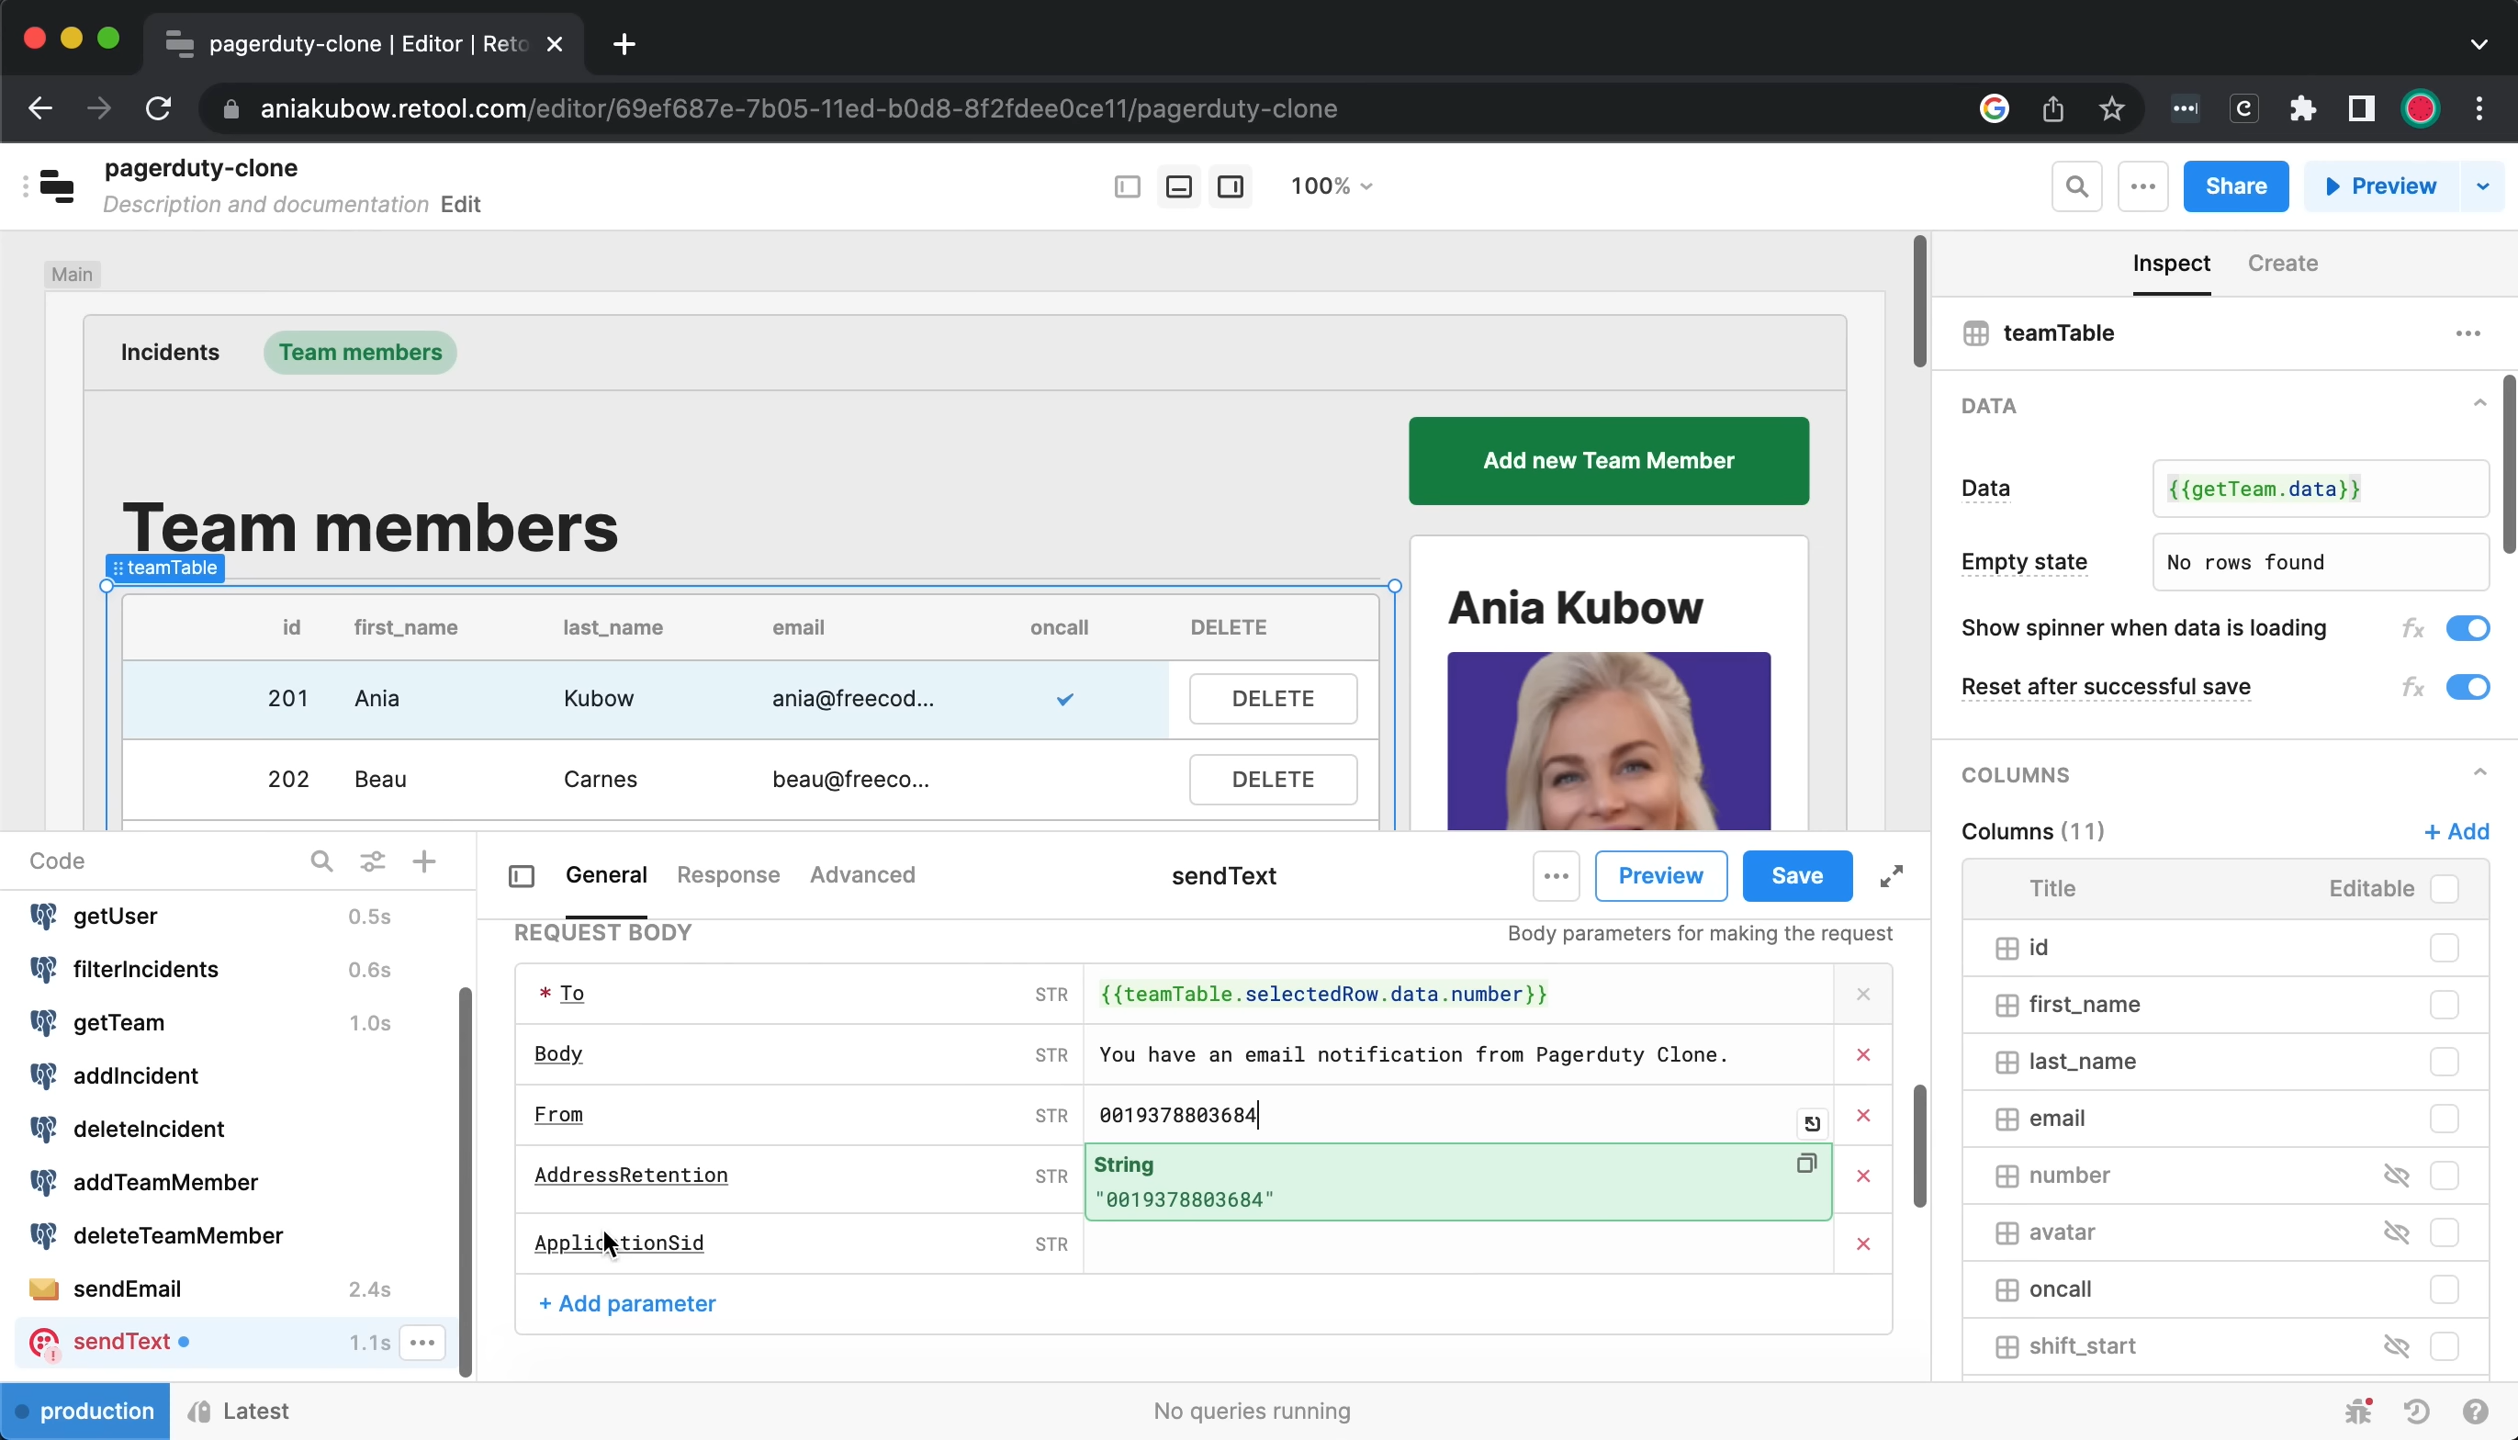 pagerduty-clone | Editor | Reto
aniakubow.retool.com/editor/69ef687e-7b05-11ed-b0d8-8f2fdee0ce11/pagerduty-clone
pagerduty-clone
Description and documentation Edit
100%
Share
Preview
Main
Incidents
Team members
Add new Team Member
Team members
teamTable
id first_name last_name email oncall DELETE
201 Ania Kubow ania@freecod... DELETE
202 Beau Carnes beau@freeco... DELETE
Ania Kubow
Inspect Create
teamTable
DATA
Data {{getTeam.data}}
Empty state No rows found
Show spinner when data is loading fx
Reset after successful save fx
COLUMNS
Columns (11) + Add
Title Editable
id
first_name
last_name
email
number
avatar
oncall
shift_start
Code
getUser 0.5s
filterIncidents 0.6s
getTeam 1.0s
addIncident
deleteIncident
addTeamMember
deleteTeamMember
sendEmail 2.4s
sendText 1.1s
General Response Advanced
sendText
Preview
Save
REQUEST BODY
Body parameters for making the request
* To STR {{teamTable.selectedRow.data.number}}
Body STR You have an email notification from Pagerduty Clone.
From STR 0019378803684
AddressRetention STR
String
"0019378803684"
ApplicationSid STR
+ Add parameter
production
Latest
No queries running